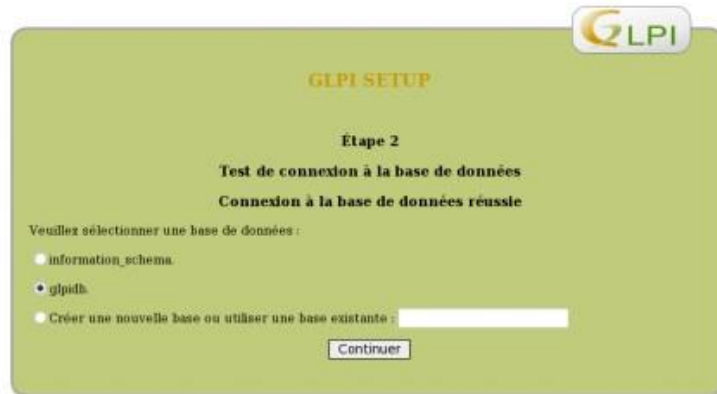 GLPI
GLPI SETUP
Étape 2
Test de connexion à la base de données
Connexion à la base de données réussie
Veuillez sélectionner une base de données :
information_schema.
glpidb.
Créer une nouvelle base ou utiliser une base existante :
Continuer